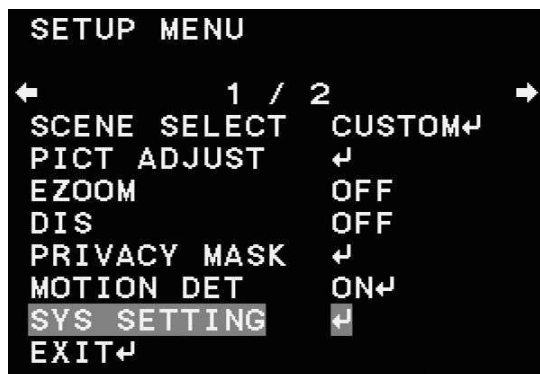 SETUP MENU
← 1 / 2 →
SCENE SELECT CUSTOM↵
PICT ADJUST ↵
EZOOM OFF
DIS OFF
PRIVACY MASK ↵
MOTION DET ON↵
SYS SETTING ↵
EXIT↵